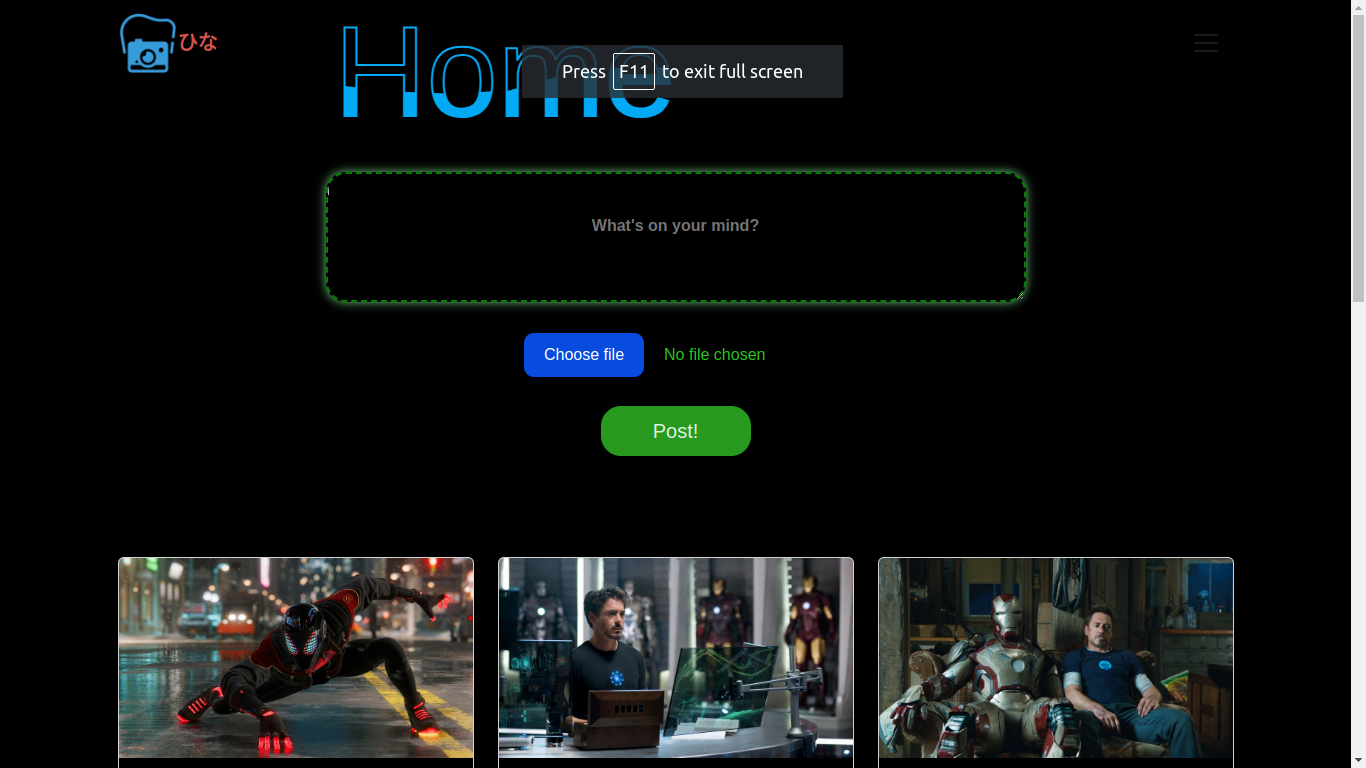 ひな
Home
Press F11 to exit full screen
What's on your mind?
Choose file No file chosen
Post!